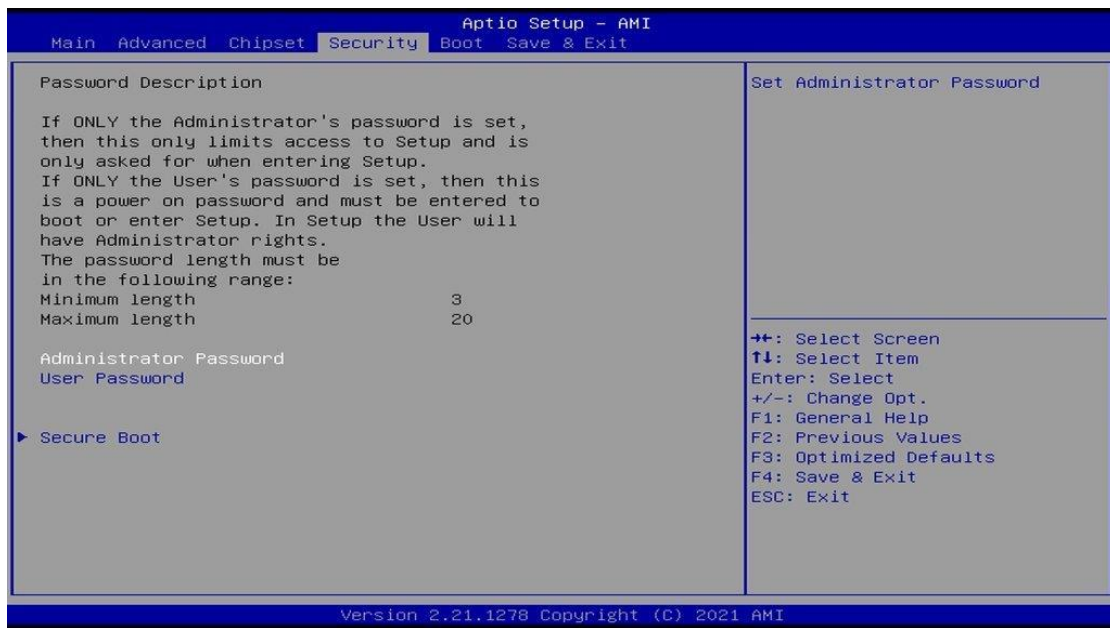 Aptio Setup – AMI
Main Advanced Chipset Security Boot Save & Exit
Password Description
If ONLY the Administrator's password is set,
then this only limits access to Setup and is
only asked for when entering Setup.
If ONLY the User's password is set, then this
is a power on password and must be entered to
boot or enter Setup. In Setup the User will
have Administrator rights.
The password length must be
in the following range:
Minimum length 3
Maximum length 20
Administrator Password
User Password
► Secure Boot
Set Administrator Password
→←: Select Screen
↑↓: Select Item
Enter: Select
+/-: Change Opt.
F1: General Help
F2: Previous Values
F3: Optimized Defaults
F4: Save & Exit
ESC: Exit
Version 2.21.1278 Copyright (C) 2021 AMI